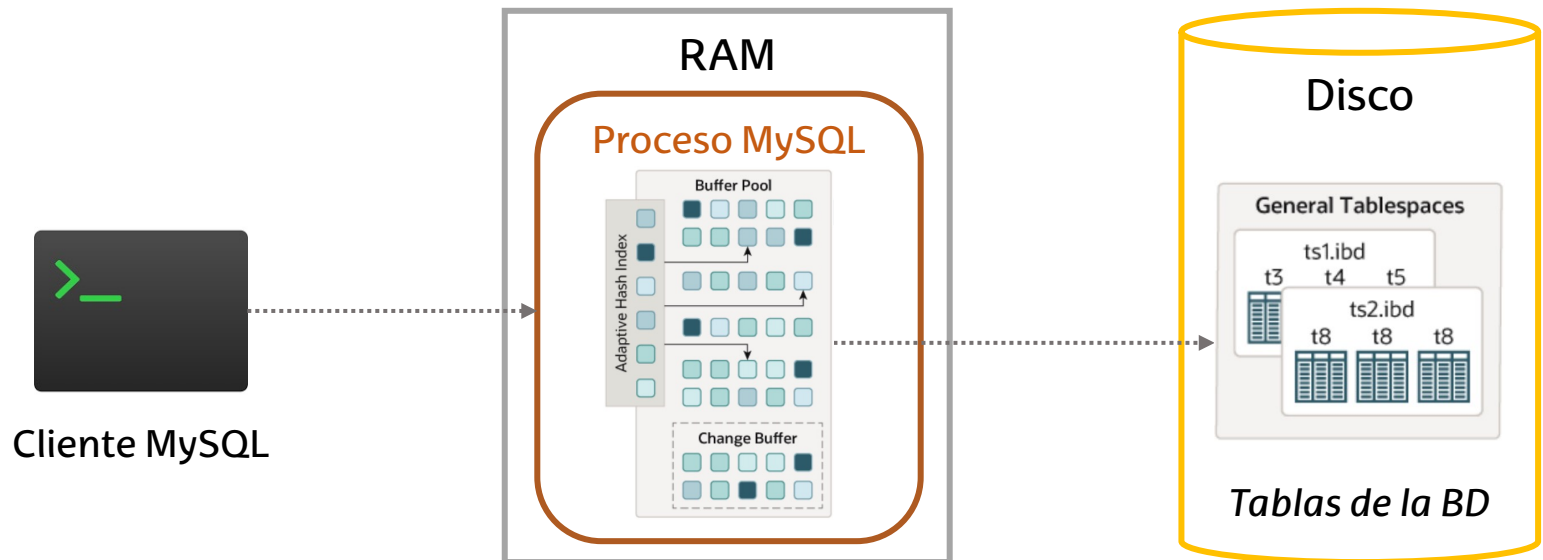 >_
Cliente MySQL
RAM
Proceso MySQL
Buffer Pool
Adaptive Hash Index
Change Buffer
Disco
General Tablespaces
ts1.ibd
t3 t4 t5
ts2.ibd
t8 t8 t8
Tablas de la BD